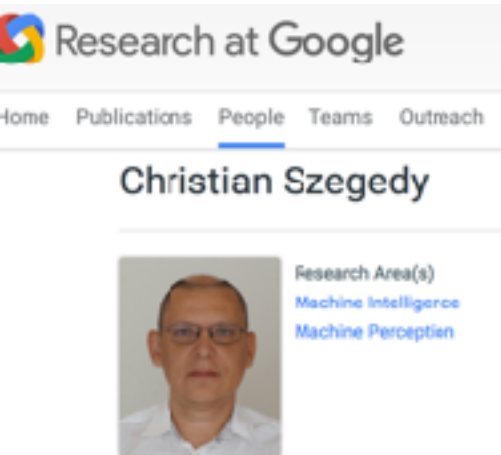 Research at Google
Home Publications People Teams Outreach
Christian Szegedy
Research Area(s)
Machine Intelligence
Machine Perception